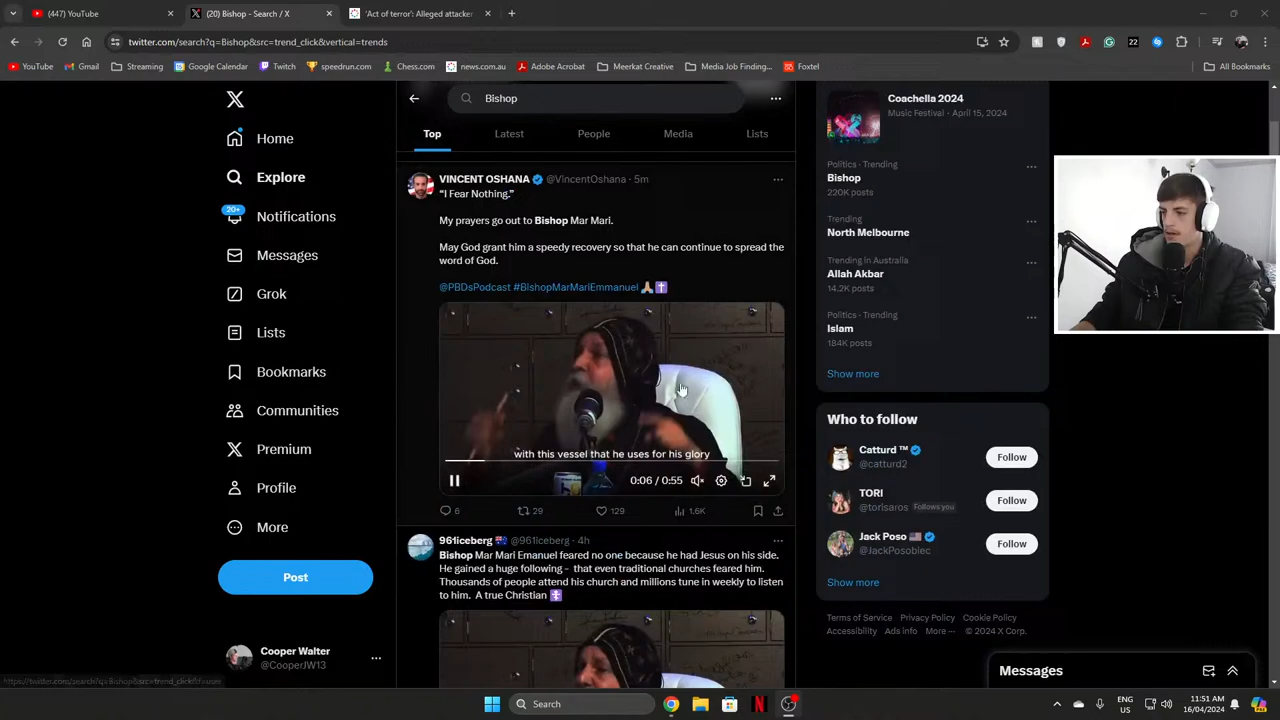 (447) YouTube
(20) Bishop - Search / X
'Act of terror': Alleged attacker
twitter.com/search?q=Bishop&src=trend_click&vertical=trends
22
YouTube
Gmail
Streaming
Google Calendar
Twitch
speedrun.com
Chess.com
news.com.au
Adobe Acrobat
Meerkat Creative
Media Job Finding...
Foxtel
All Bookmarks
Home
Explore
20+
Notifications
Messages
Grok
Lists
Bookmarks
Communities
Premium
Profile
More
Post
Cooper Walter
@CooperJW13
Bishop
Top
Latest
People
Media
Lists
VINCENT OSHANA @VincentOshana · 5m
“I Fear Nothing.”
My prayers go out to Bishop Mar Mari.
May God grant him a speedy recovery so that he can continue to spread the
word of God.
@PBDsPodcast #BishopMarMariEmmanuel
with this vessel that he uses for his glory
0:06 / 0:55
6
29
129
1.6K
961iceberg @961iceberg · 4h
Bishop Mar Mari Emanuel feared no one because he had Jesus on his side.
He gained a huge following - that even traditional churches feared him.
Thousands of people attend his church and millions tune in weekly to listen
to him. A true Christian
Coachella 2024
Music Festival · April 15, 2024
Politics · Trending
Bishop
220K posts
Trending
North Melbourne
Trending in Australia
Allah Akbar
14.2K posts
Politics · Trending
Islam
184K posts
Show more
Who to follow
Catturd ™
@catturd2
Follow
TORI
@torisaros Follows you
Follow
Jack Poso
@JackPosobiec
Follow
Show more
Terms of Service Privacy Policy Cookie Policy
Accessibility Ads info More ··· © 2024 X Corp.
Messages
Search
ENG
US
11:51 AM
16/04/2024